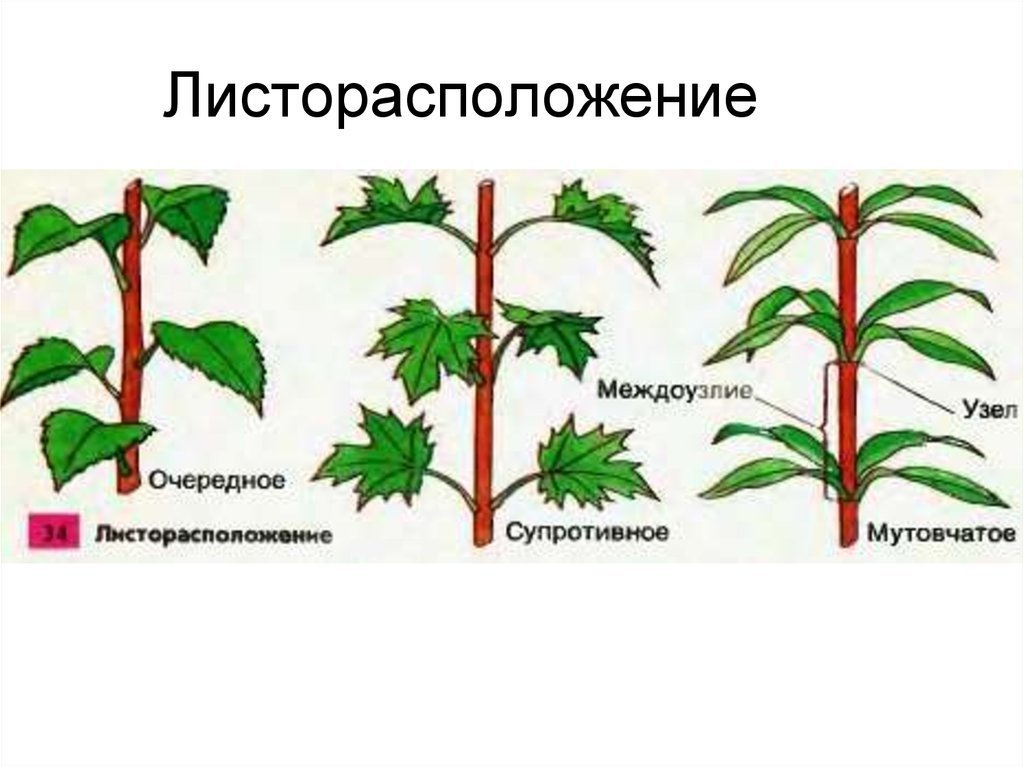 Листорасположение
Междоузлие
Узел
Очередное
34 Листорасположение
Супротивное
Мутовчатое